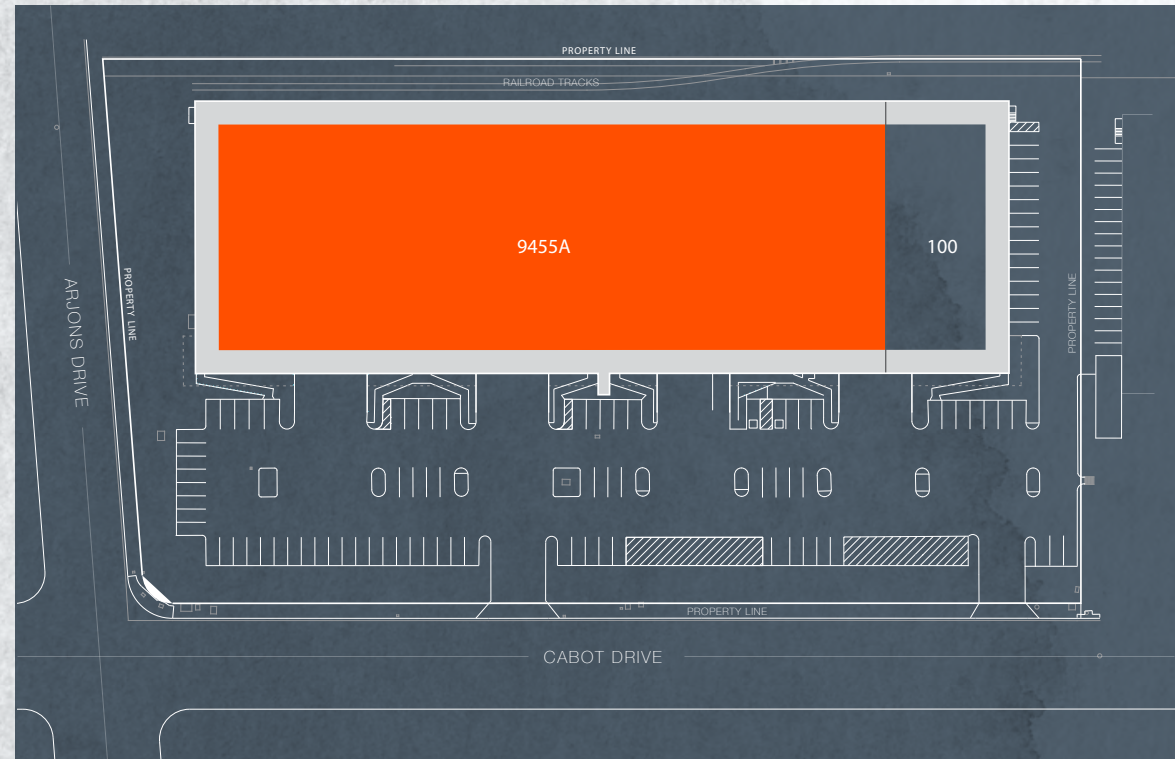 PROPERTY LINE
RAILROAD TRACKS
9455A
100
PROPERTY LINE
ARJONS DRIVE
PROPERTY LINE
PROPERTY LINE
CABOT DRIVE